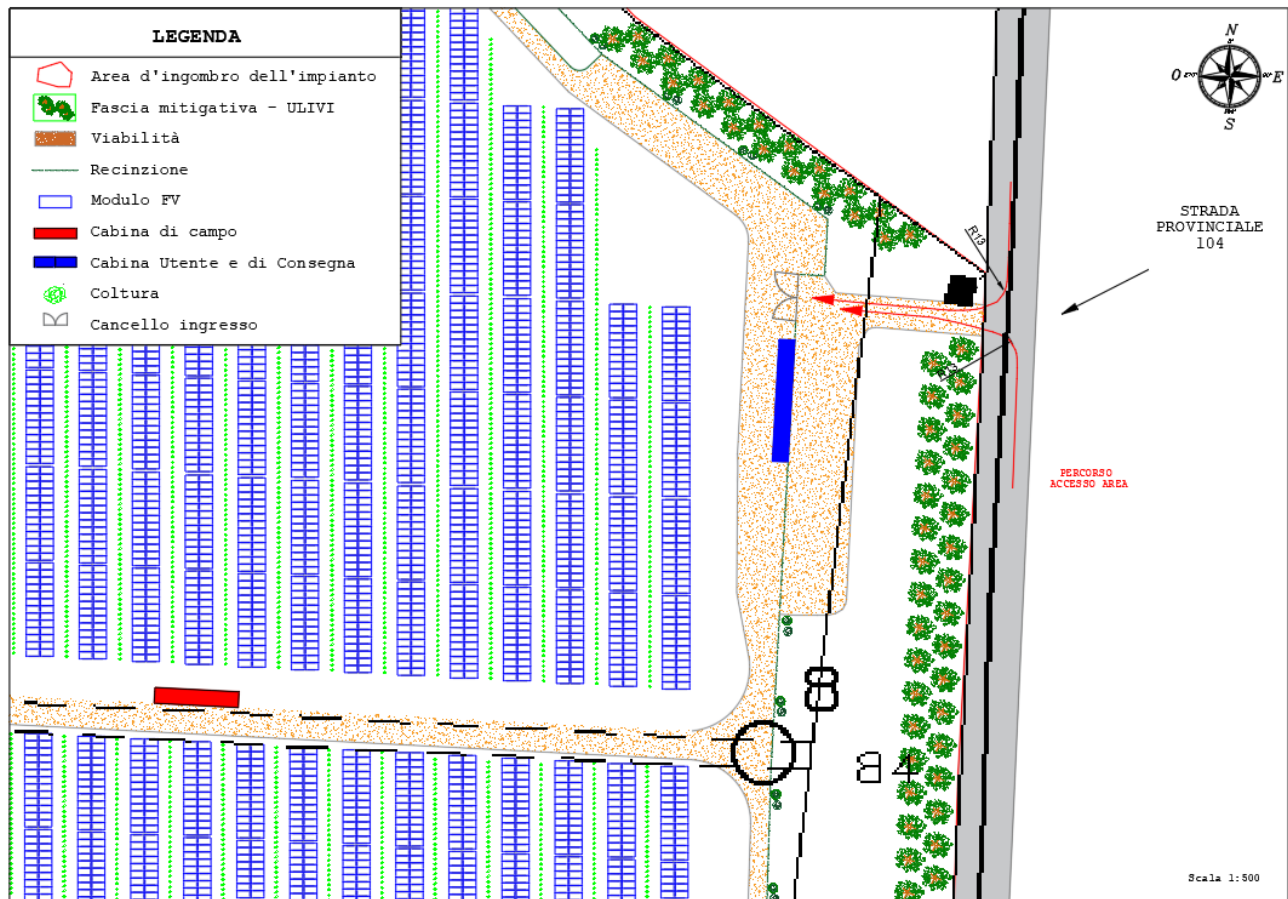 LEGENDA
Area d'ingombro dell'impianto
Fascia mitigativa - ULIVI
Viabilità
Recinzione
Modulo FV
Cabina di campo
Cabina Utente e di Consegna
Coltura
Cancello ingresso
N
O
E
S
R13
STRADA
PROVINCIALE
104
PERCORSO
ACCESSO AREA
8
Scala 1:500